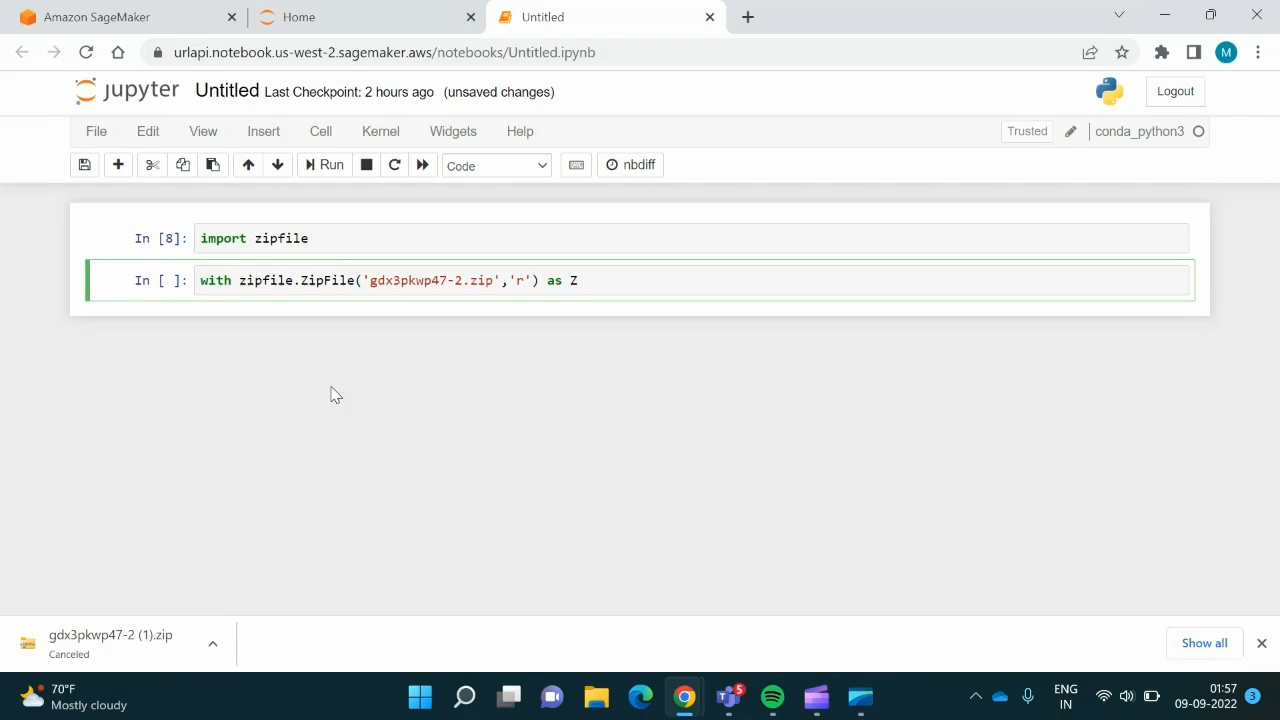 Amazon SageMaker
Home
Untitled
urlapi.notebook.us-west-2.sagemaker.aws/notebooks/Untitled.ipynb
M
jupyter Untitled Last Checkpoint: 2 hours ago (unsaved changes)
Logout
File Edit View Insert Cell Kernel Widgets Help
Trusted
conda_python3
Run
Code
nbdiff
In [8]: import zipfile
In [ ]: with zipfile.ZipFile('gdx3pkwp47-2.zip','r') as Z
gdx3pkwp47-2 (1).zip
Canceled
Show all
70°F
Mostly cloudy
5
ENG
IN
01:57
09-09-2022
3